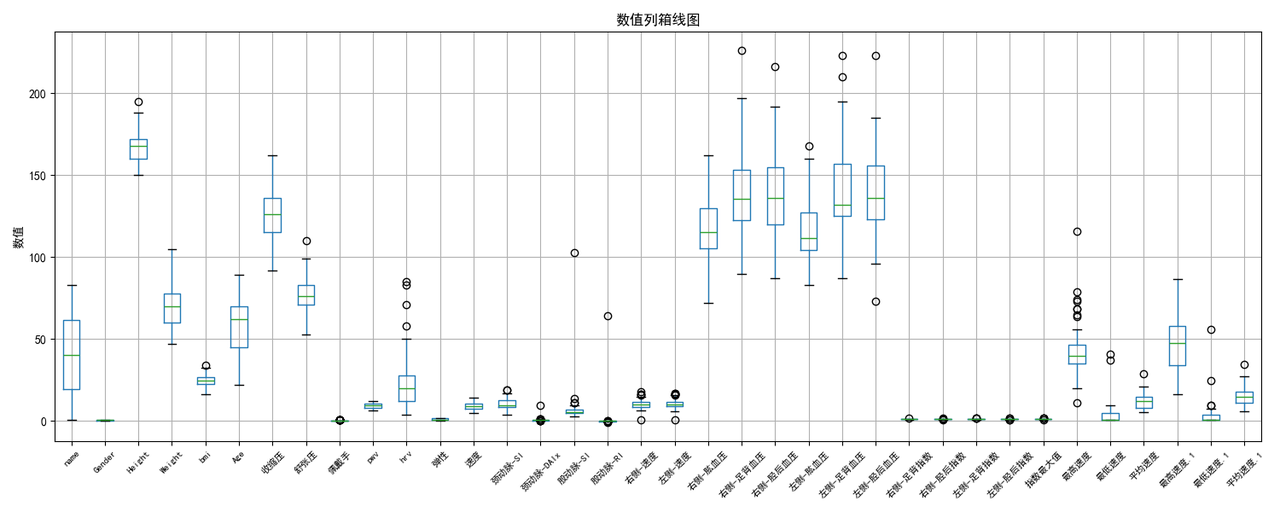 数值列箱线图
数值
200
150
100
50
0
name
Gender
Height
Weight
bmi
Age
收缩压
舒张压
佩戴手
pwv
hrv
弹性
速度
颈动脉-SI
颈动脉-DAIx
股动脉-SI
股动脉-RI
右侧-速度
左侧-速度
右侧-肱血压
右侧-足背血压
右侧-胫后血压
左侧-肱血压
左侧-足背血压
左侧-胫后血压
右侧-足背指数
右侧-胫后指数
左侧-足背指数
左侧-胫后指数
指数最大值
最高速度
最低速度
平均速度
最高速度.1
最低速度.1
平均速度.1